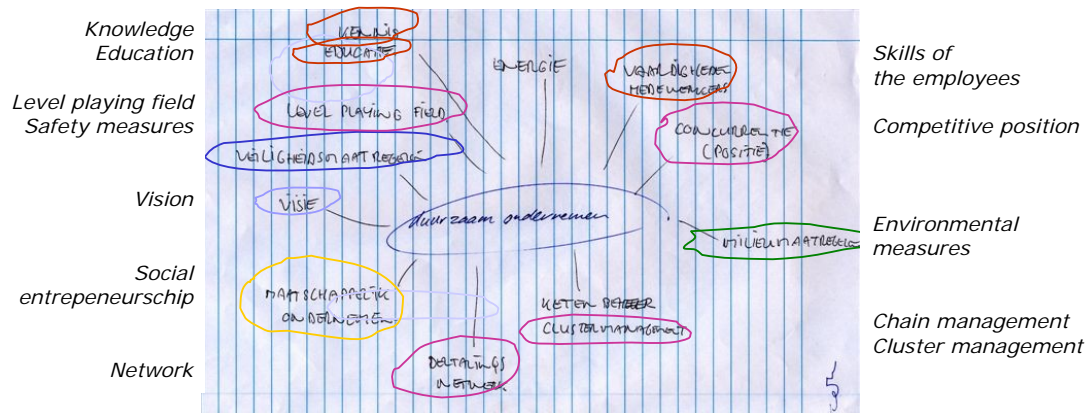 Knowledge
Education
Level playing field
Safety measures
Vision
Social
entrepeneurschip
Network
KENNIS
EDUCATIE
ENERGIE
VAARDIGHEDEN
MEDEWERKERS
LEVEL PLAYING FIELD
CONCURRENTIE
(POSITIE)
VEILIGHEIDSMAATREGELEN
VISIE
duurzaam ondernemen
MILIEUMAATREGELEN
MAATSCHAPPELIJK
ONDERNEMEN
KETEN BEHEER
CLUSTERMANAGEMENT
DELTALINQS
NETWERK
5
Skills of
the employees
Competitive position
Environmental
measures
Chain management
Cluster management